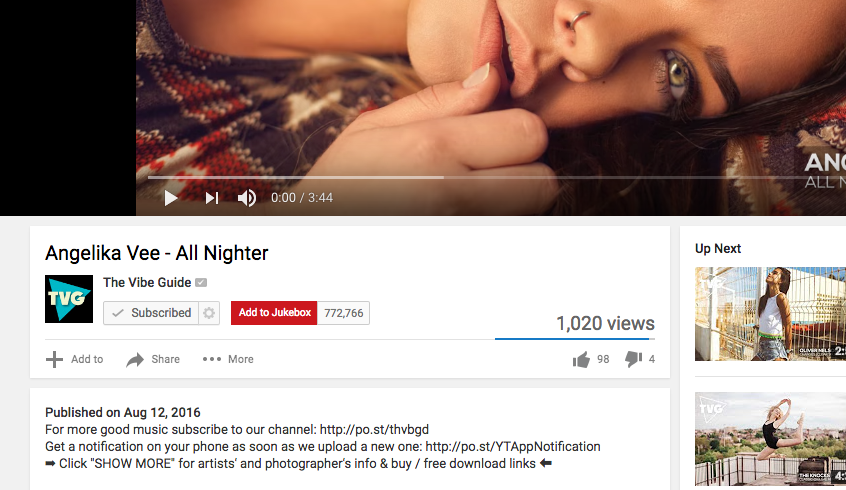 ANG
ALL N
0:00 / 3:44
Angelika Vee - All Nighter
Up Next
TVG
The Vibe Guide
Subscribed
Add to Jukebox
772,766
1,020 views
Add to
Share
More
98
4
TVG
OLIVER NELS
2:
Published on Aug 12, 2016
For more good music subscribe to our channel: http://po.st/thvbgd
Get a notification on your phone as soon as we upload a new one: http://po.st/YTAppNotification
➡ Click "SHOW MORE" for artists' and photographer's info & buy / free download links ⬅
TVG
THE KNOCKS
4: